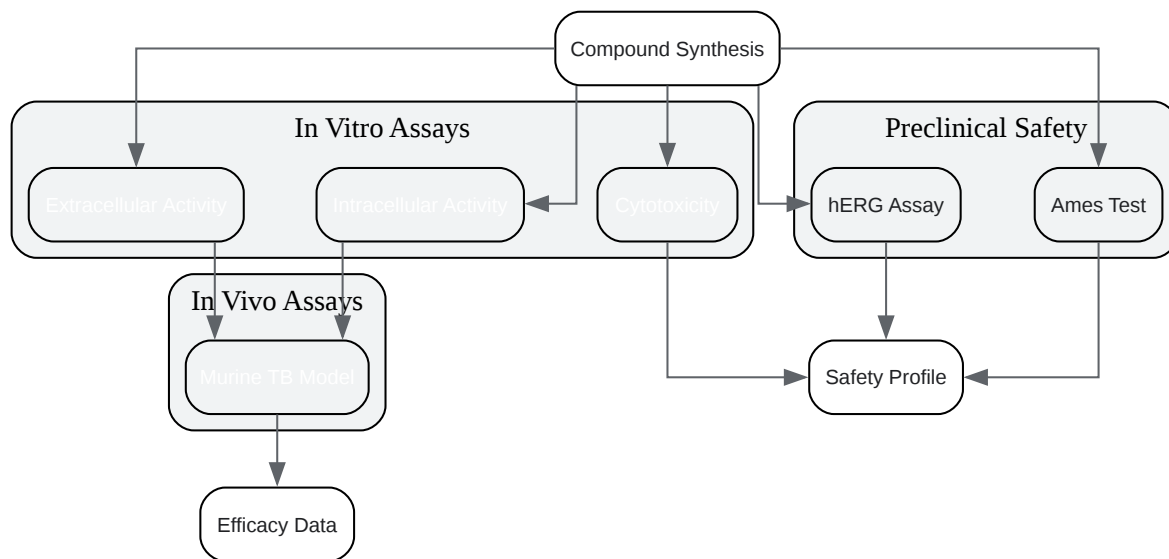 Compound Synthesis
In Vitro Assays
Preclinical Safety
Extracellular Activity
Intracellular Activity
Cytotoxicity
hERG Assay
Ames Test
In Vivo Assays
Murine TB Model
Safety Profile
Efficacy Data